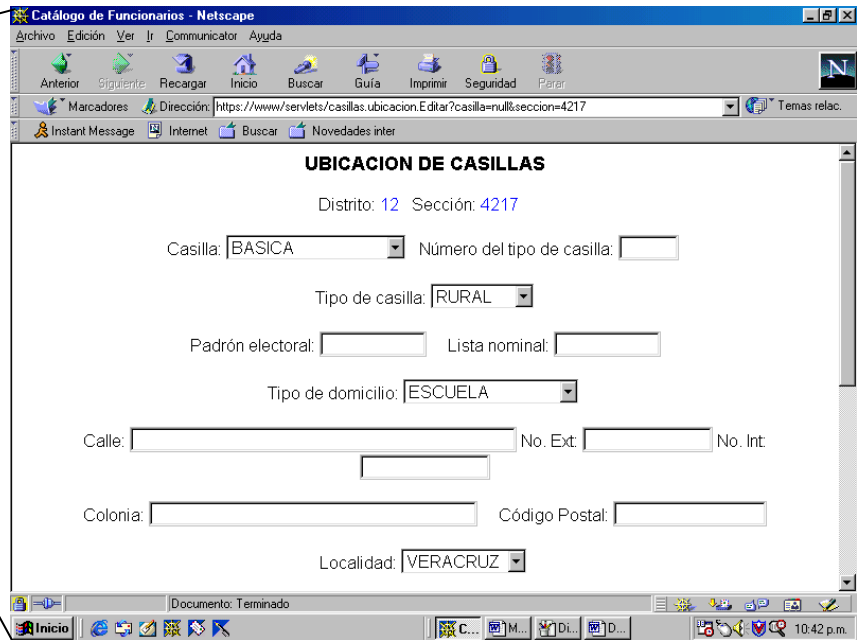 Catálogo de Funcionarios - Netscape
Archivo Edición Ver Ir Communicator Ayuda
Anterior Siguiente Recargar Inicio Buscar Guía Imprimir Seguridad Parar
N
Marcadores Dirección: https://www/servlets/casillas.ubicacion.Editar?casilla=null&seccion=4217 Temas relac.
Instant Message Internet Buscar Novedades inter
UBICACION DE CASILLAS
Distrito: 12 Sección: 4217
Casilla: BASICA Número del tipo de casilla:
Tipo de casilla: RURAL
Padrón electoral: Lista nominal:
Tipo de domicilio: ESCUELA
Calle: No. Ext: No. Int:
Colonia: Código Postal:
Localidad: VERACRUZ
Documento: Terminado
Inicio C... M... Di... D... 10:42 p.m.